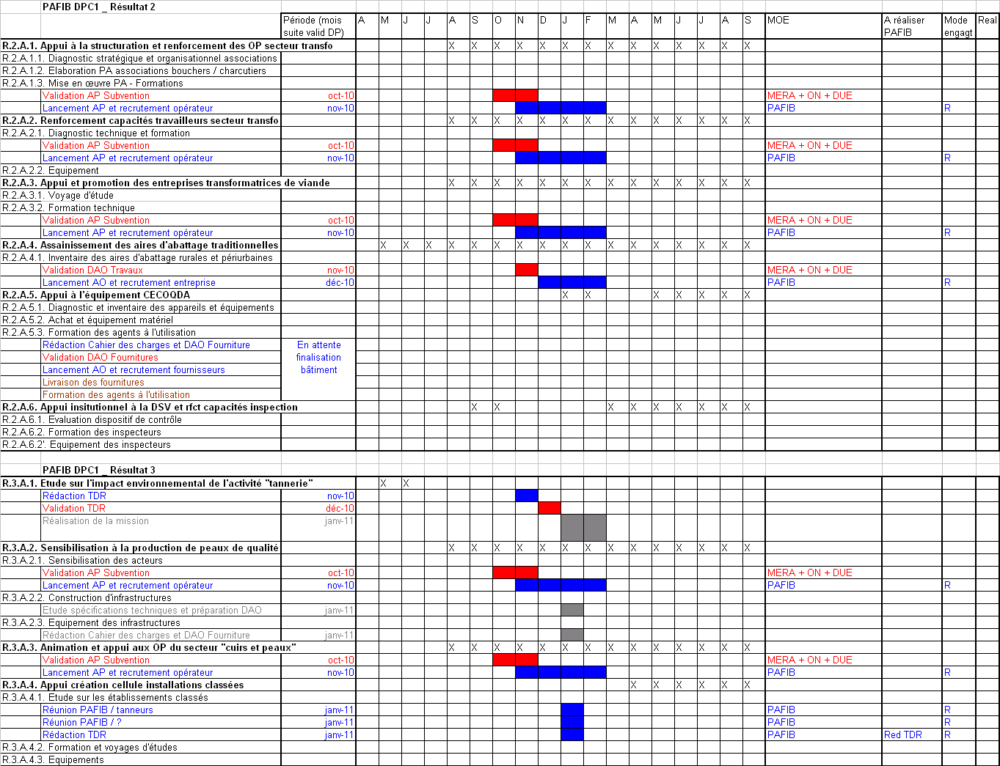 PAFIB DPC1 _ Résultat 2
Période (mois suite valid DP) A M J J A S O N D J F M A M J J A S MOE A réaliser PAFIB Mode engagt Real
R.2.A.1. Appui à la structuration et renforcement des OP secteur transfo X X X X X X X X X X X X X X
R.2.A.1.1. Diagnostic stratégique et organisationnel associations
R.2.A.1.2. Elaboration PA associations bouchers / charcutiers
R.2.A.1.3. Mise en œuvre PA - Formations
Validation AP Subvention oct-10 MERA + ON + DUE
Lancement AP et recrutement opérateur nov-10 PAFIB R
R.2.A.2. Renforcement capacités travailleurs secteur transfo X X X X X X X X X X X X X X
R.2.A.2.1. Diagnostic technique et formation
Validation AP Subvention oct-10 MERA + ON + DUE
Lancement AP et recrutement opérateur nov-10 PAFIB R
R.2.A.2.2. Equipement
R.2.A.3. Appui et promotion des entreprises transformatrices de viande X X X X X X X X X X X X X X
R.2.A.3.1. Voyage d'étude
R.2.A.3.2. Formation technique
Validation AP Subvention oct-10 MERA + ON + DUE
Lancement AP et recrutement opérateur nov-10 PAFIB R
R.2.A.4. Assainissement des aires d'abattage traditionnelles X X X X X X X X X X X X X X X X X
R.2.A.4.1. Inventaire des aires d'abattage rurales et périurbaines
Validation DAO Travaux nov-10 MERA + ON + DUE
Lancement AO et recrutement entreprise déc-10 PAFIB R
R.2.A.5. Appui à l'équipement CECOQDA X X X X X X X
R.2.A.5.1. Diagnostic et inventaire des appareils et équipements
R.2.A.5.2. Achat et équipement matériel
R.2.A.5.3. Formation des agents à l'utilisation
Rédaction Cahier des charges et DAO Fourniture En attente
Validation DAO Fournitures finalisation
Lancement AO et recrutement fournisseurs bâtiment
Livraison des fournitures
Formation des agents à l'utilisation
R.2.A.6. Appui insitutionnel à la DSV et rfct capacités inspection X X X X X X X X X
R.2.A.6.1. Evaluation dispositif de contrôle
R.2.A.6.2. Formation des inspecteurs
R.2.A.6.2'. Equipement des inspecteurs
PAFIB DPC1 _ Résultat 3
R.3.A.1. Etude sur l'impact environnemental de l'activité "tannerie" X X
Rédaction TDR nov-10
Validation TDR déc-10
Réalisation de la mission janv-11
R.3.A.2. Sensibilisation à la production de peaux de qualité X X X X X X X X X X X X X X
R.3.A.2.1. Sensibilisation des acteurs
Validation AP Subvention oct-10 MERA + ON + DUE
Lancement AP et recrutement opérateur nov-10 PAFIB R
R.3.A.2.2. Construction d'infrastructures
Etude spécifications techniques et préparation DAO janv-11
R.3.A.2.3. Equipement des infrastructures
Rédaction Cahier des charges et DAO Fourniture janv-11
R.3.A.3. Animation et appui aux OP du secteur "cuirs et peaux" X X X X X X X X X X X X X X
Validation AP Subvention oct-10 MERA + ON + DUE
Lancement AP et recrutement opérateur nov-10 PAFIB R
R.3.A.4. Appui création cellule installations classées X X X X X X
R.3.A.4.1. Etude sur les établissements classés
Réunion PAFIB / tanneurs janv-11 PAFIB R
Réunion PAFIB / ? janv-11 PAFIB R
Rédaction TDR janv-11 PAFIB Red TDR R
R.3.A.4.2. Formation et voyages d'études
R.3.A.4.3. Equipements